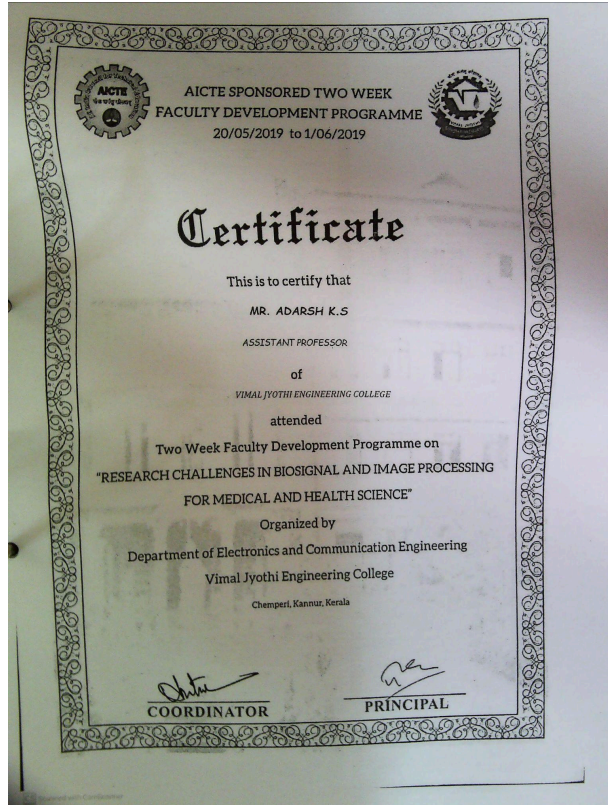 AICTE
AICTE SPONSORED TWO WEEK
FACULTY DEVELOPMENT PROGRAMME
20/05/2019 to 1/06/2019
Certificate
This is to certify that
MR. ADARSH K.S
ASSISTANT PROFESSOR
of
VIMAL JYOTHI ENGINEERING COLLEGE
attended
Two Week Faculty Development Programme on
"RESEARCH CHALLENGES IN BIOSIGNAL AND IMAGE PROCESSING
FOR MEDICAL AND HEALTH SCIENCE"
Organized by
Department of Electronics and Communication Engineering
Vimal Jyothi Engineering College
Chemperi, Kannur, Kerala
COORDINATOR
PRINCIPAL